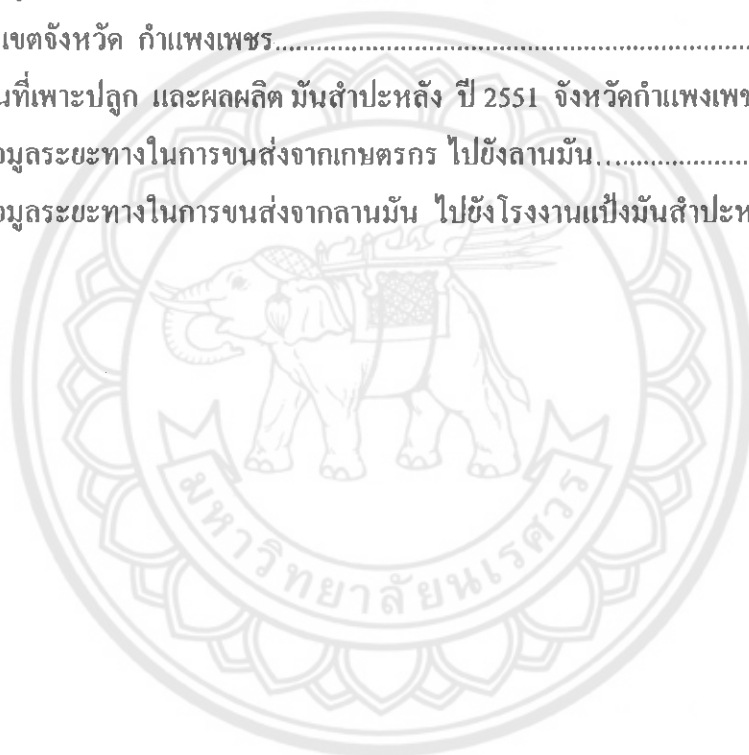 เขตจังหวัด กำแพงเพชร........................................................................
นที่เพาะปลูก และผลผลิต มันสำปะหลัง ปี 2551 จังหวัดกำแพงเพช
มูลระยะทางในการขนส่งจากเกษตรกร ไปยังลานมัน......................
มูลระยะทางในการขนส่งจากลานมัน ไปยังโรงงานแป้งมันสำปะห
มหาวิทยาลัยนเรศวร